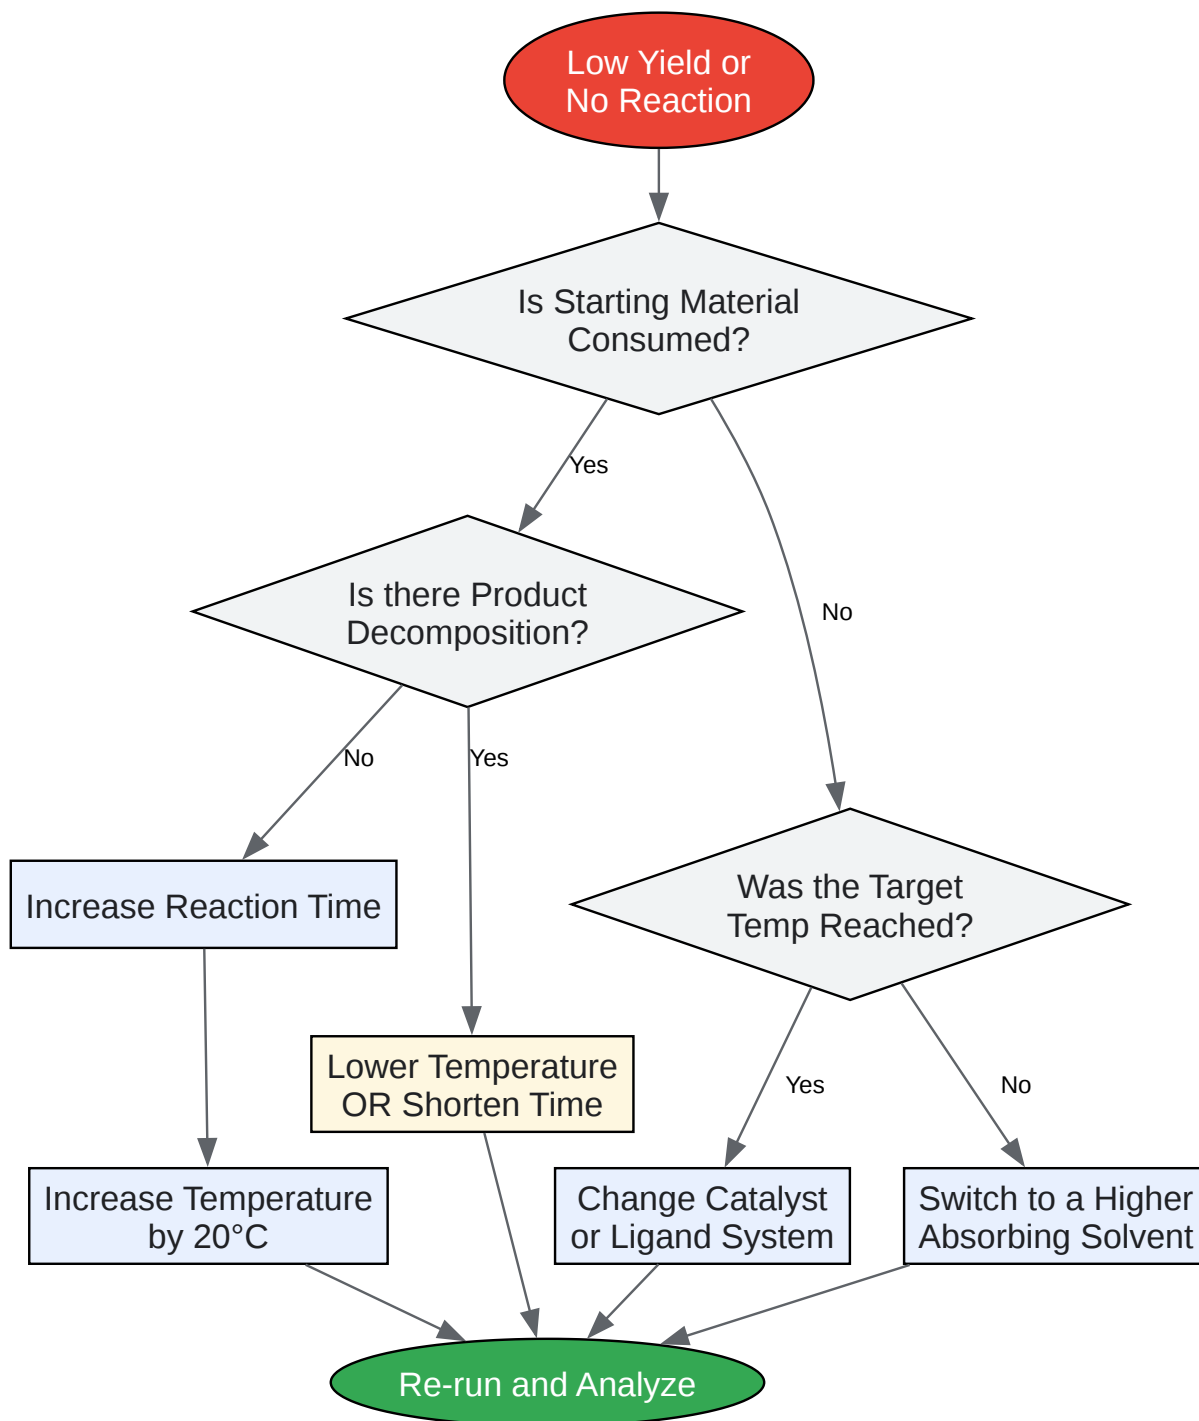 Low Yield or
No Reaction
Is Starting Material
Consumed?
Yes
Is there Product
Decomposition?
No
No
Yes
Increase Reaction Time
Was the Target
Temp Reached?
Lower Temperature
OR Shorten Time
Yes
No
Increase Temperature
by 20°C
Change Catalyst
or Ligand System
Switch to a Higher
Absorbing Solvent
Re-run and Analyze